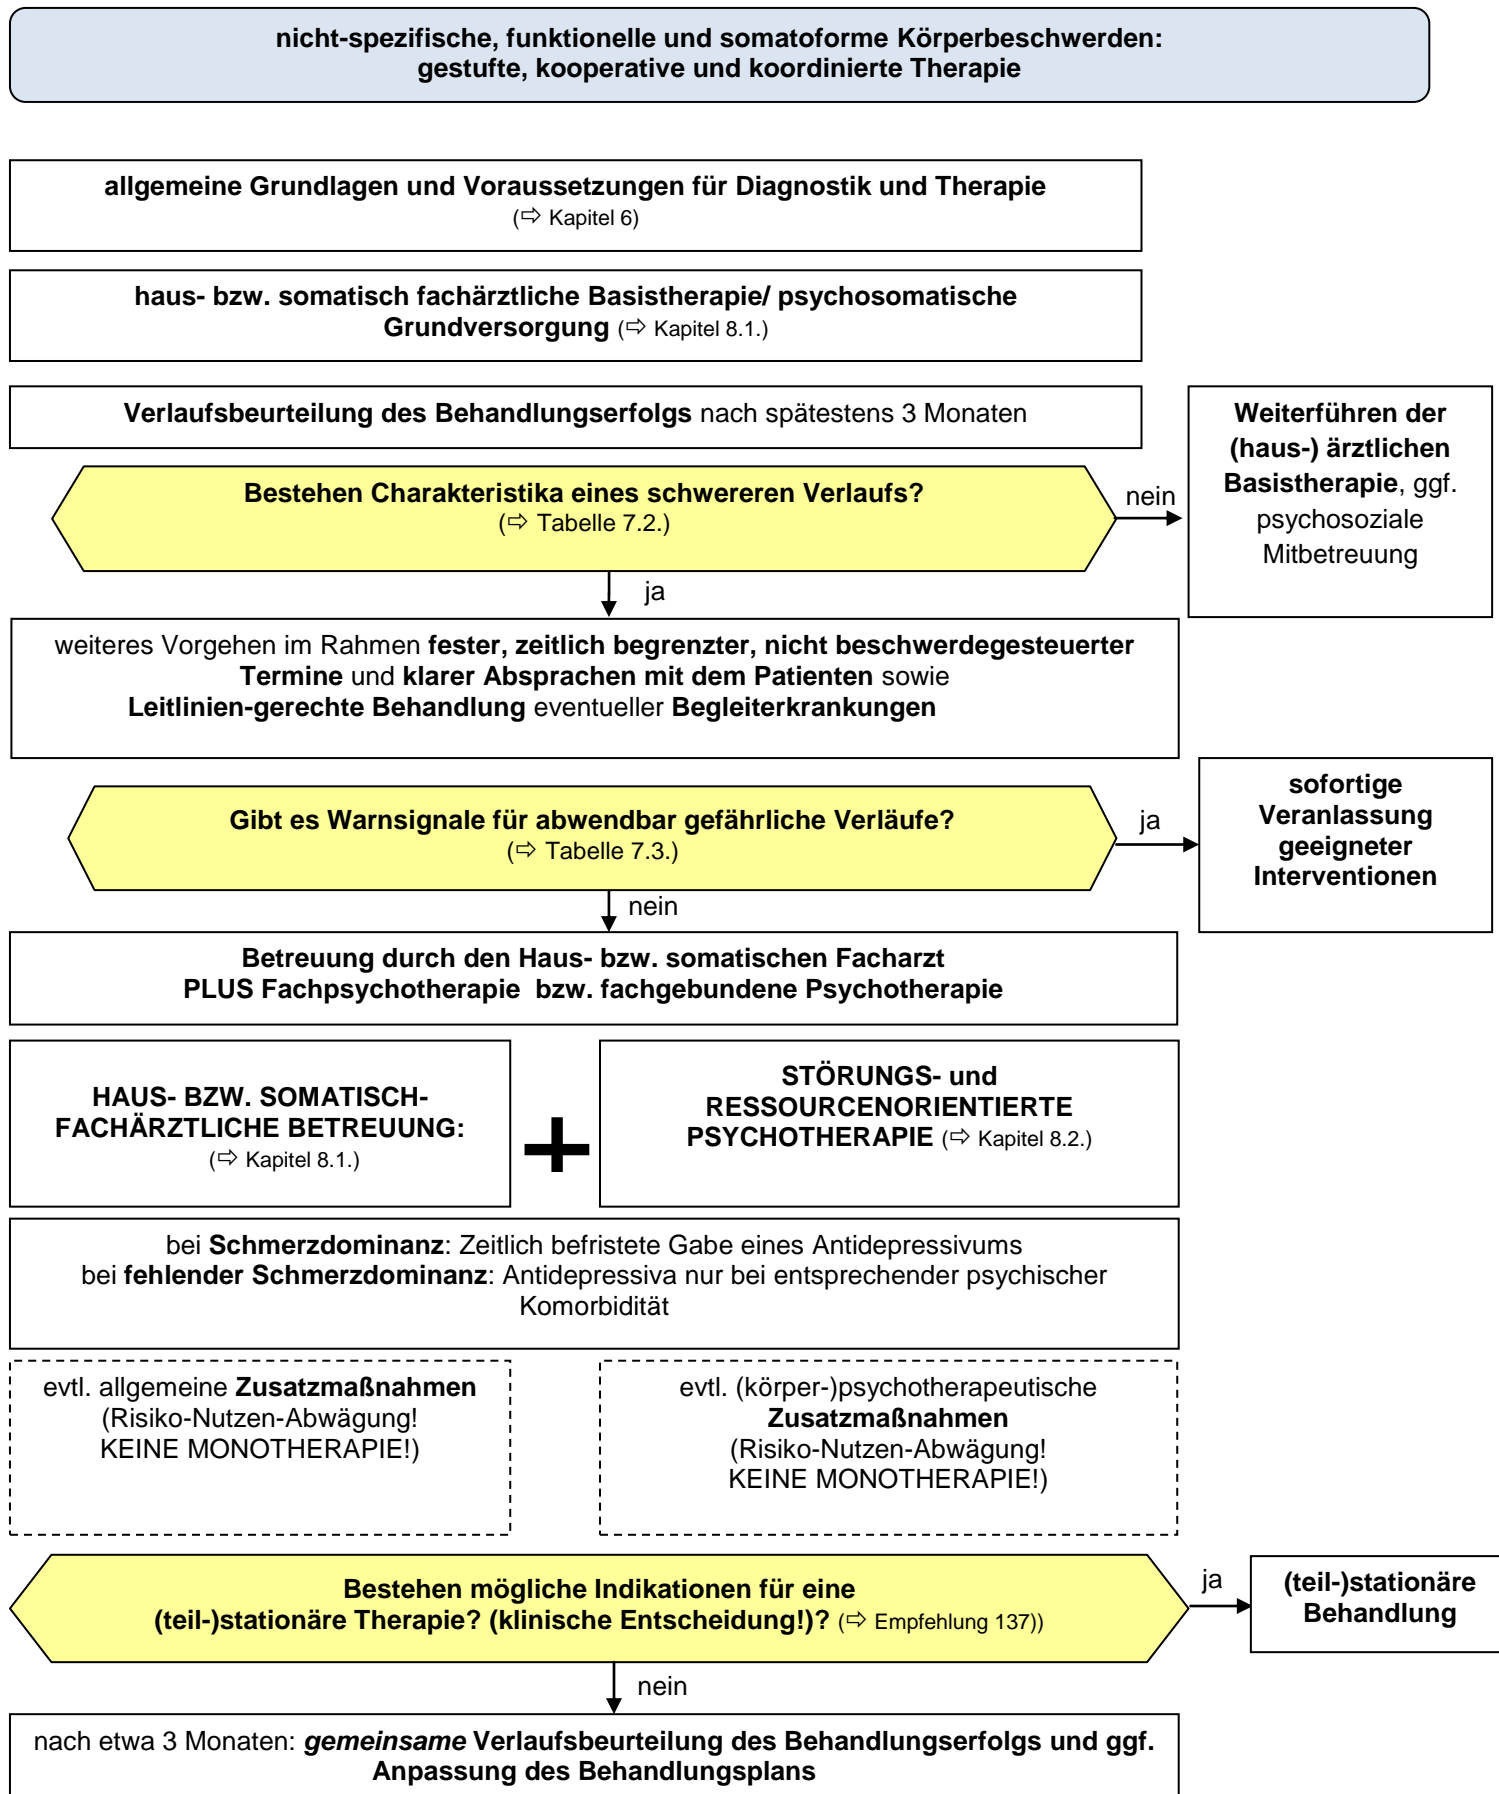 nicht-spezifische, funktionelle und somatoforme Körperbeschwerden:
gestufte, kooperative und koordinierte Therapie
allgemeine Grundlagen und Voraussetzungen für Diagnostik und Therapie
(⇨ Kapitel 6)
haus- bzw. somatisch fachärztliche Basistherapie/ psychosomatische
Grundversorgung (⇨ Kapitel 8.1.)
Verlaufsbeurteilung des Behandlungserfolgs nach spätestens 3 Monaten
Bestehen Charakteristika eines schwereren Verlaufs?
(⇨ Tabelle 7.2.)
nein
Weiterführen der
(haus-) ärztlichen
Basistherapie, ggf.
psychosoziale
Mitbetreuung
ja
weiteres Vorgehen im Rahmen fester, zeitlich begrenzter, nicht beschwerdegesteuerter
Termine und klarer Absprachen mit dem Patienten sowie
Leitlinien-gerechte Behandlung eventueller Begleiterkrankungen
Gibt es Warnsignale für abwendbar gefährliche Verläufe?
(⇨ Tabelle 7.3.)
ja
sofortige
Veranlassung
geeigneter
Interventionen
nein
Betreuung durch den Haus- bzw. somatischen Facharzt
PLUS Fachpsychotherapie bzw. fachgebundene Psychotherapie
HAUS- BZW. SOMATISCH-
FACHÄRZTLICHE BETREUUNG:
(⇨ Kapitel 8.1.)
+
STÖRUNGS- und
RESSOURCENORIENTIERTE
PSYCHOTHERAPIE (⇨ Kapitel 8.2.)
bei Schmerzdominanz: Zeitlich befristete Gabe eines Antidepressivums
bei fehlender Schmerzdominanz: Antidepressiva nur bei entsprechender psychischer
Komorbidität
evtl. allgemeine Zusatzmaßnahmen
(Risiko-Nutzen-Abwägung!
KEINE MONOTHERAPIE!)
evtl. (körper-)psychotherapeutische
Zusatzmaßnahmen
(Risiko-Nutzen-Abwägung!
KEINE MONOTHERAPIE!)
Bestehen mögliche Indikationen für eine
(teil-)stationäre Therapie? (klinische Entscheidung!)? (⇨ Empfehlung 137))
ja
(teil-)stationäre
Behandlung
nein
nach etwa 3 Monaten: gemeinsame Verlaufsbeurteilung des Behandlungserfolgs und ggf.
Anpassung des Behandlungsplans